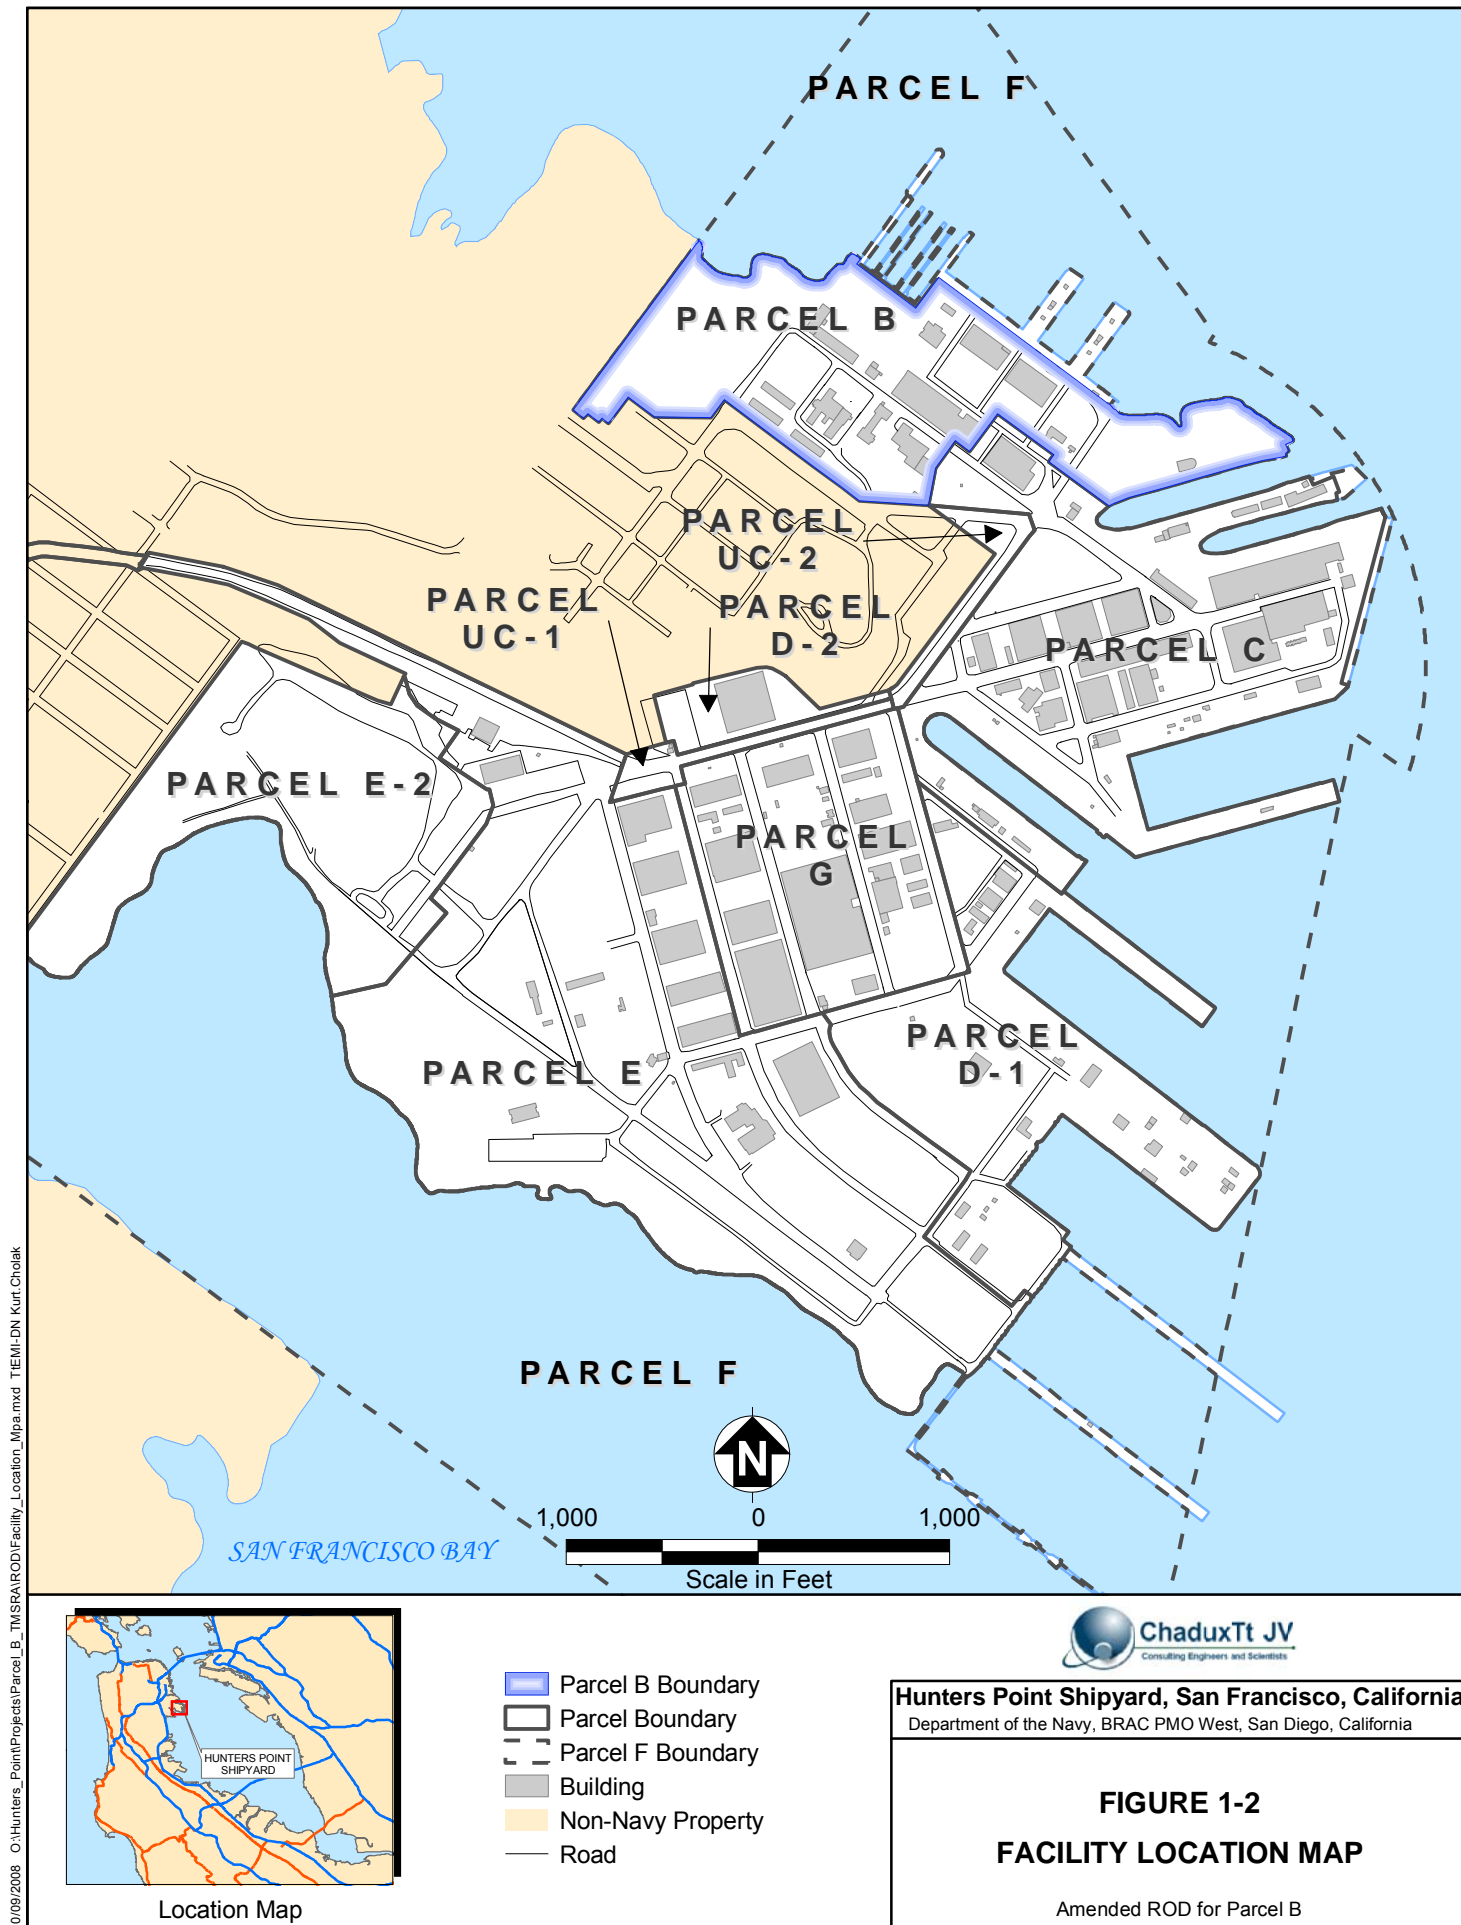 PARCEL F
PARCEL B
PARCEL
UC-2
PARCEL
UC-1
PARCEL
D-2
PARCEL C
PARCEL E-2
PARCEL
G
PARCEL
D-1
PARCEL E
PARCEL F
N
SAN FRANCISCO BAY
1,000 0 1,000
Scale in Feet
HUNTERS POINT
SHIPYARD
Location Map
Parcel B Boundary
Parcel Boundary
Parcel F Boundary
Building
Non-Navy Property
Road
ChaduxTt JV
Consulting Engineers and Scientists
Hunters Point Shipyard, San Francisco, California
Department of the Navy, BRAC PMO West, San Diego, California
FIGURE 1-2
FACILITY LOCATION MAP
Amended ROD for Parcel B
0/09/2008 O:\Hunters_Point\Projects\Parcel_B_TMSRA\ROD\Facility_Location_Mpa.mxd TtEMI-DN Kurt.Cholak